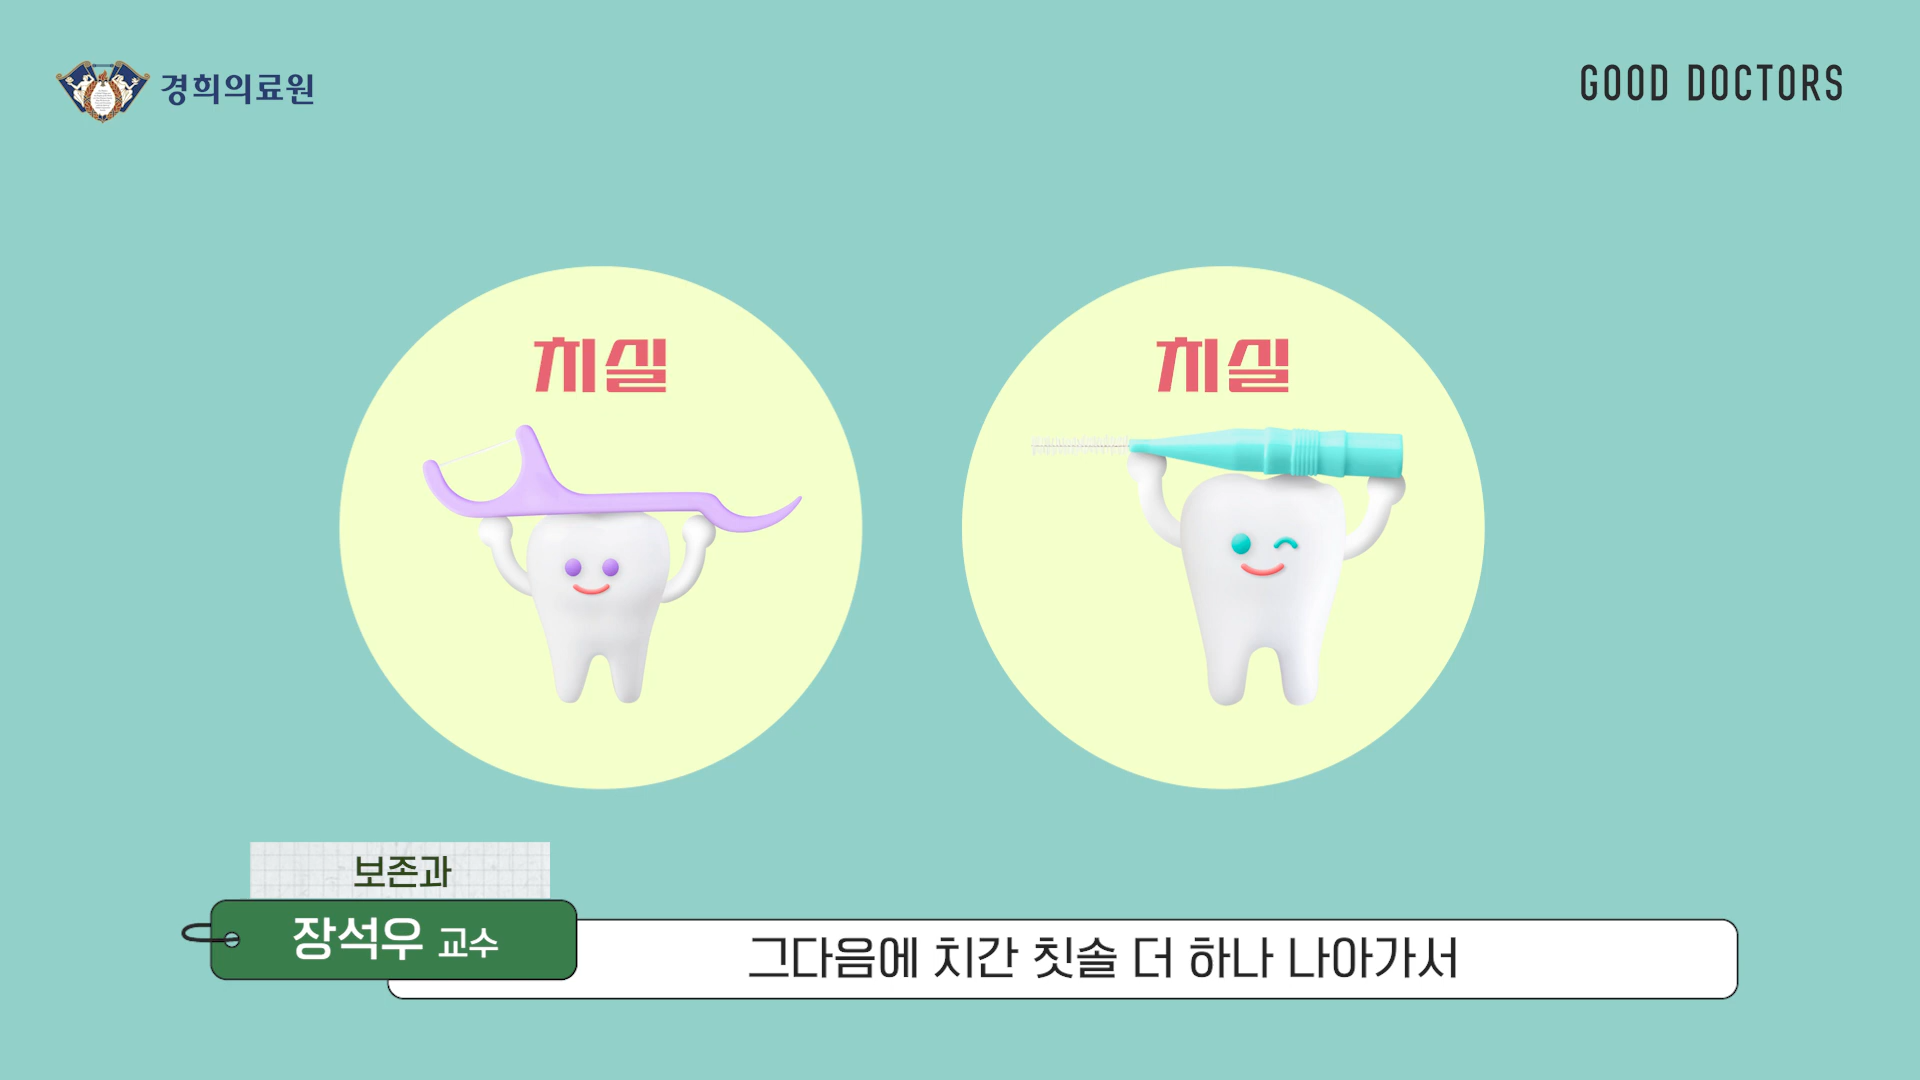 경희의료원
GOOD DOCTORS
치실
치실
보존과
장석우 교수
그다음에 치간 칫솔 더 하나 나아가서